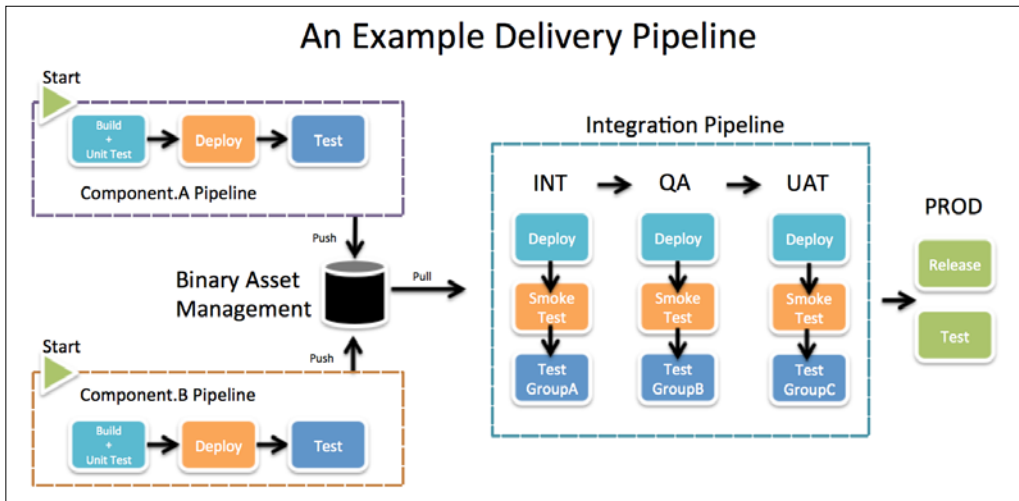 An Example Delivery Pipeline
Start
Build
+
Unit Test
Deploy
Test
Component.A Pipeline
Push
Binary Asset
Management
Pull
Push
Start
Component.B Pipeline
Build
+
Unit Test
Deploy
Test
Integration Pipeline
INT
QA
UAT
Deploy
Deploy
Deploy
Smoke
Test
Smoke
Test
Smoke
Test
Test
GroupA
Test
GroupB
Test
GroupC
PROD
Release
Test